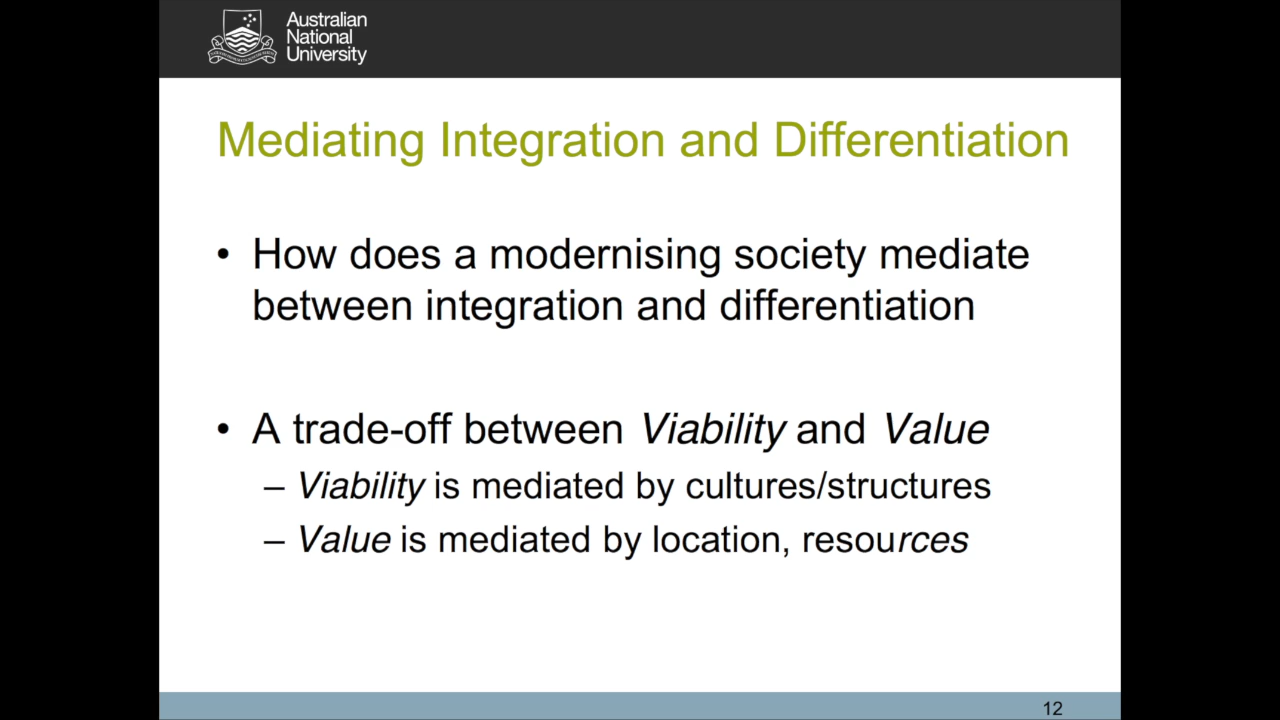 Australian
National
University
Mediating Integration and Differentiation
• How does a modernising society mediate
between integration and differentiation
• A trade-off between Viability and Value
– Viability is mediated by cultures/structures
– Value is mediated by location, resources
12